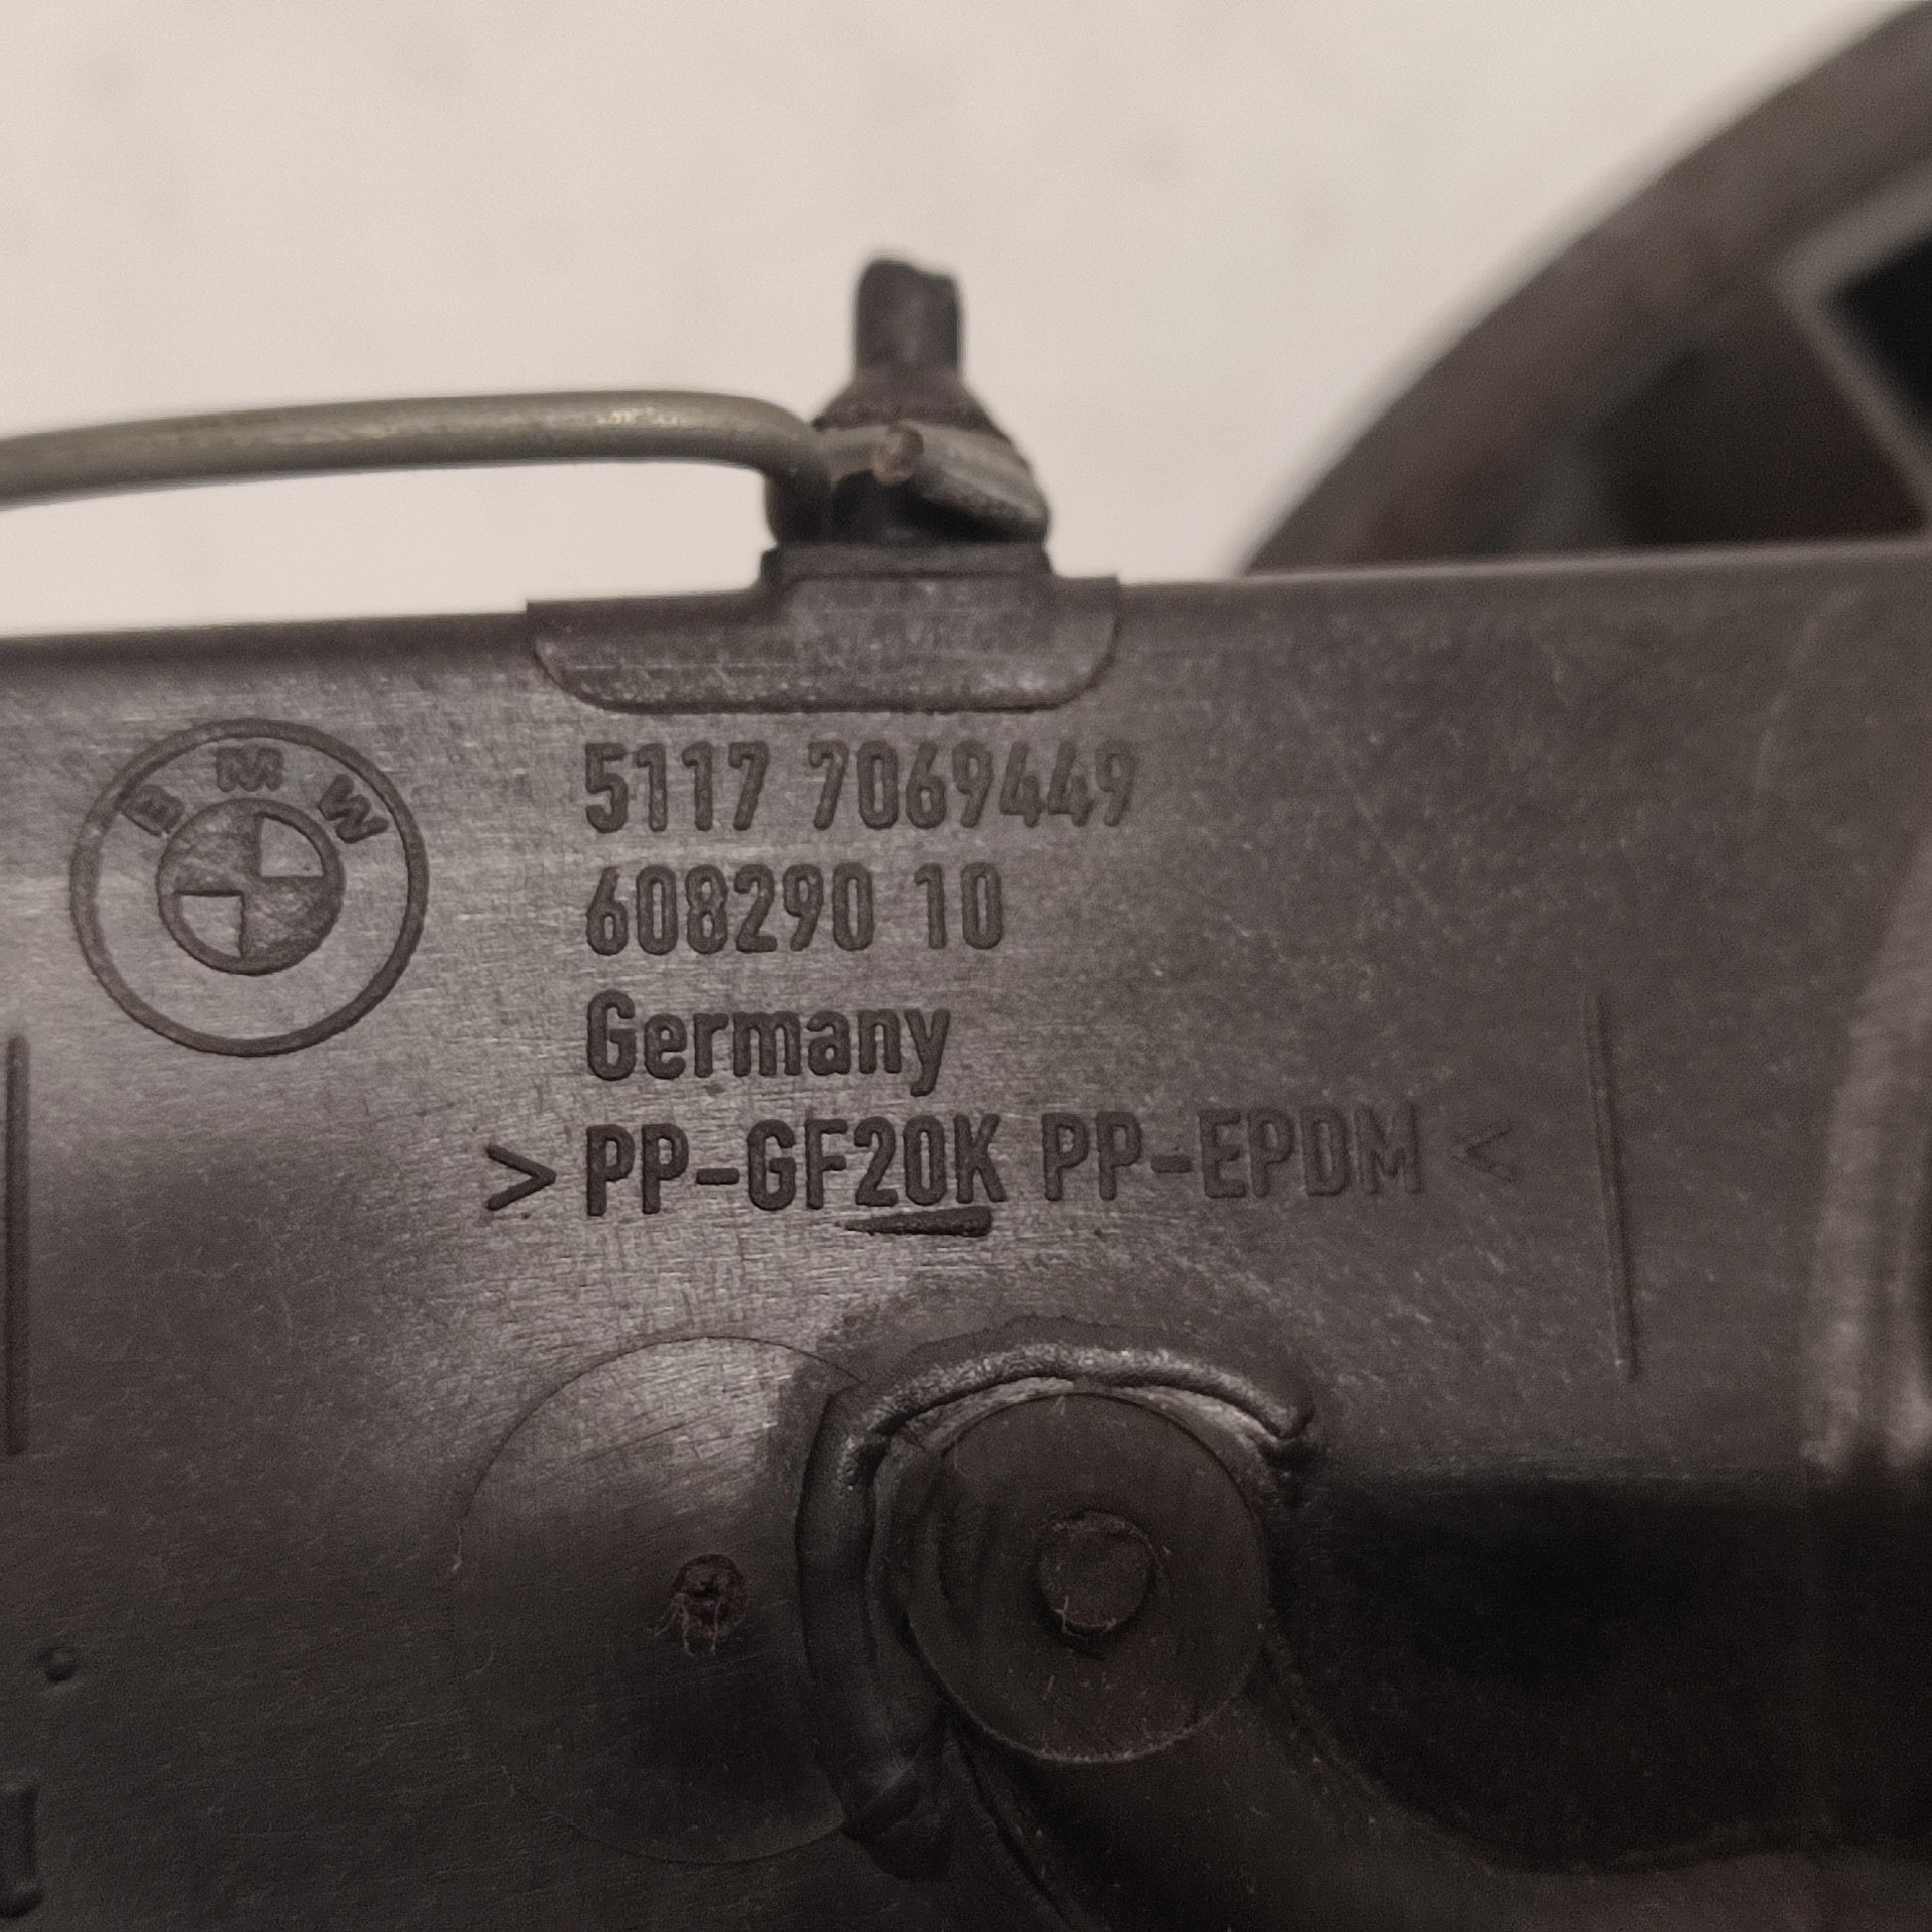 BMW
5117 7069449
608290 10
Germany
>PP-GF20K PP-EPDM<